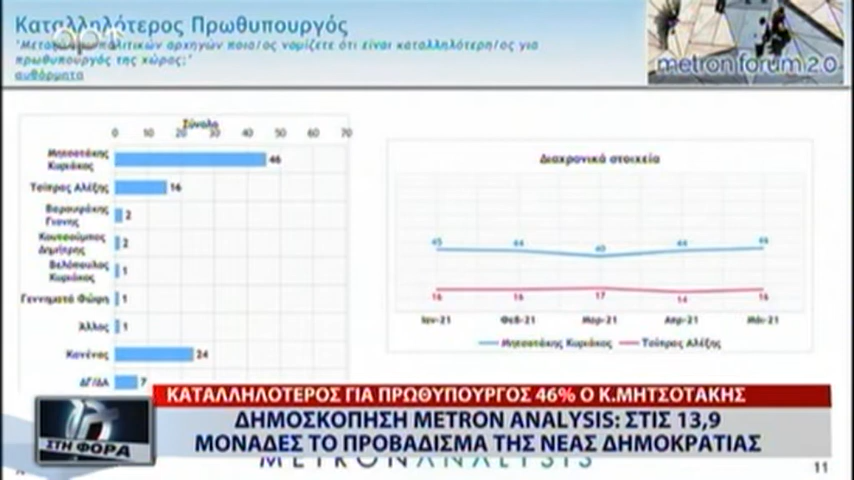 Καταλληλότερος Πρωθυπουργός
πολιτικών αρχηγών ποια/ος νομίζετε ότι είναι καταλληλότερη/ος για
πρωθυπουργός της χώρας;"
αυθόρμητα
metron forum 2.0
Σύνολο
0 10 20 30 40 50 60 70
Μητσοτάκης
Κυριάκος
46
Τσίπρας Αλέξης
16
Βαρουφάκης
Γιάνης
2
Κουτσούμπας
Δημήτρης
2
Βελόπουλος
Κυριάκος
1
Γεννηματά Φώφη
1
Άλλος
1
Κανένας
24
ΔΓ/ΔΑ
7
Διαχρονικά στοιχεία
45 44 40 44 46
16 16 17 14 16
Ιαν-21 Φεβ-21 Μαρ-21 Απρ-21 Μάι-21
Μητσοτάκης Κυριάκος Τσίπρας Αλέξης
ΚΑΤΑΛΛΗΛΟΤΕΡΟΣ ΓΙΑ ΠΡΩΘΥΠΟΥΡΓΟΣ 46% Ο Κ.ΜΗΤΣΟΤΑΚΗΣ
ΣΤΗ ΦΟΡΑ
ΔΗΜΟΣΚΟΠΗΣΗ METRON ANALYSIS: ΣΤΙΣ 13,9
ΜΟΝΑΔΕΣ ΤΟ ΠΡΟΒΑΔΙΣΜΑ ΤΗΣ ΝΕΑΣ ΔΗΜΟΚΡΑΤΙΑΣ
METRON ANALYSIS
11